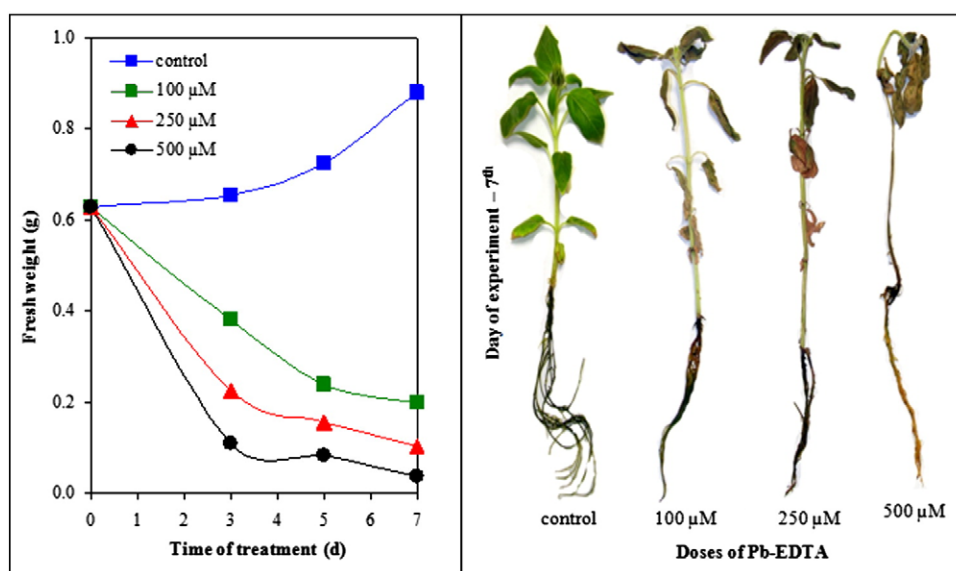 1.0
0.8
0.6
0.4
0.2
0.0
Fresh weight (g)
control
100 µM
250 µM
500 µM
0 1 2 3 4 5 6 7
Time of treatment (d)
Day of experiment – 7th
control 100 µM 250 µM 500 µM
Doses of Pb-EDTA